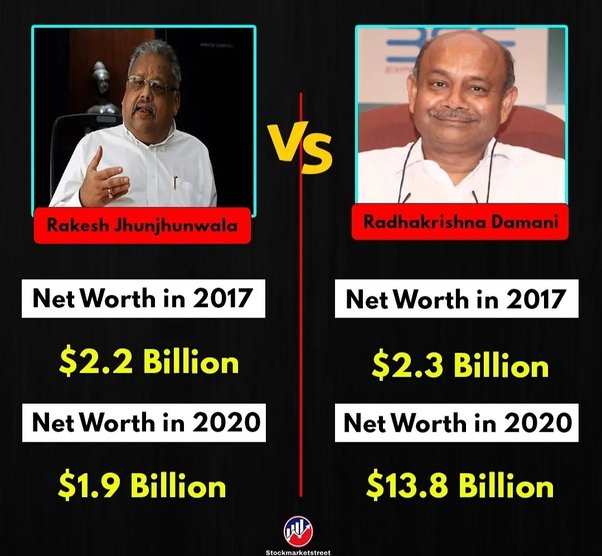 VS
Rakesh Jhunjhunwala
Net Worth in 2017
$2.2 Billion
Net Worth in 2020
$1.9 Billion
BSE
Radhakrishna Damani
Net Worth in 2017
$2.3 Billion
Net Worth in 2020
$13.8 Billion
Stockmarketstreet